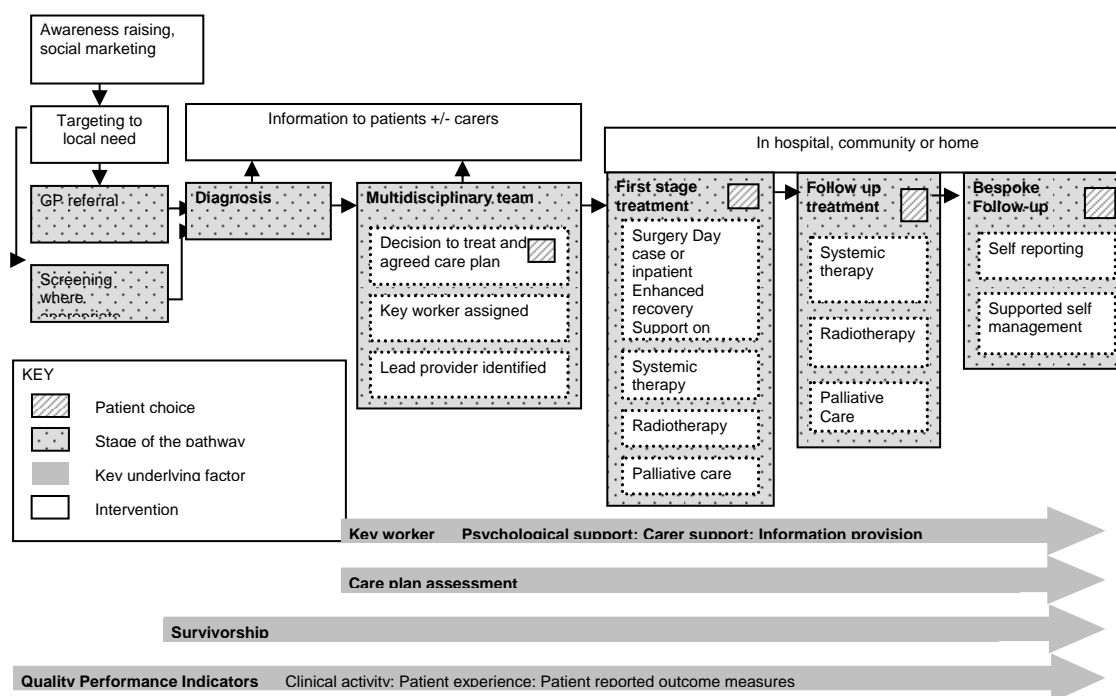 Awareness raising,
social marketing
Targeting to
local need
Information to patients +/- carers
In hospital, community or home
GP referral
Diagnosis
Multidisciplinary team
First stage
treatment
Follow up
treatment
Bespoke
Follow-up
Screening
where
appropriate
Decision to treat and
agreed care plan
Key worker assigned
Lead provider identified
Surgery Day
case or
inpatient
Enhanced
recovery
Support on
Systemic
therapy
Radiotherapy
Palliative care
Systemic
therapy
Radiotherapy
Palliative
Care
Self reporting
Supported self
management
KEY
Patient choice
Stage of the pathway
Key underlying factor
Intervention
Key worker Psychological support; Carer support; Information provision
Care plan assessment
Survivorship
Quality Performance Indicators Clinical activity; Patient experience; Patient reported outcome measures